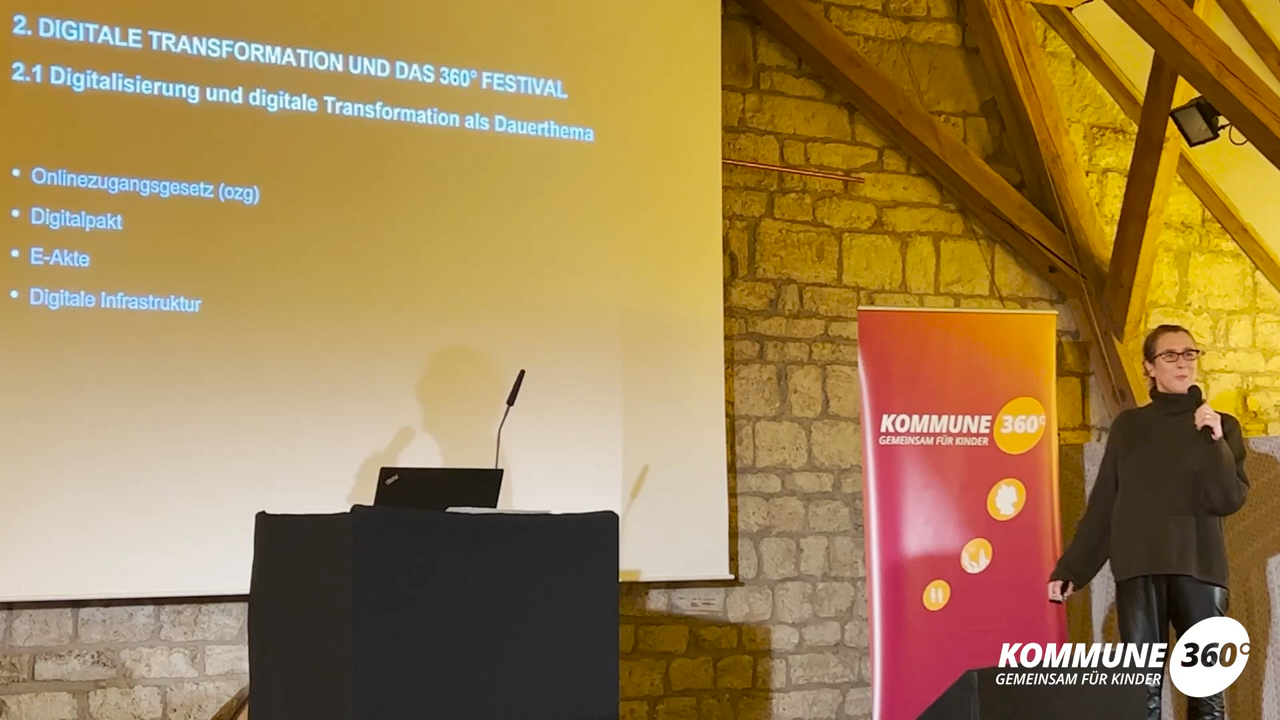 2. DIGITALE TRANSFORMATION UND DAS 360° FESTIVAL
2.1 Digitalisierung und digitale Transformation als Dauerthema
• Onlinezugangsgesetz (ozg)
• Digitalpakt
• E-Akte
• Digitale Infrastruktur
KOMMUNE 360°
GEMEINSAM FÜR KINDER
KOMMUNE 360°
GEMEINSAM FÜR KINDER